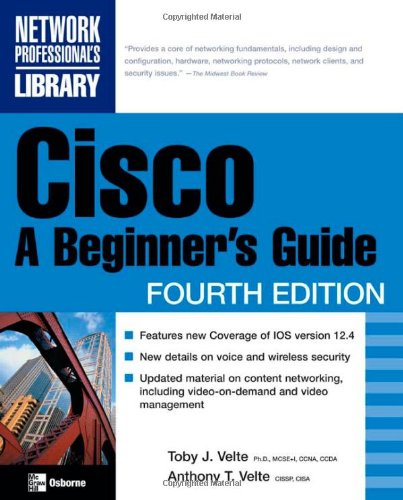 Copyrighted Material
NETWORK
PROFESSIONAL'S
LIBRARY
"Provides a core of networking fundamentals, including design and
configuration, hardware, networking protocols, network clients, and
security issues." —The Midwest Book Review
Cisco
A Beginner's Guide
FOURTH EDITION
Features new Coverage of IOS version 12.4
New details on voice and wireless security
Updated material on content networking,
including video-on-demand and video
management
Toby J. Velte Ph.D., MCSE+I, CCNA, CCDA
Anthony T. Velte CISSP, CISA
Mc
Graw
Hill
Osborne
Copyrighted Material